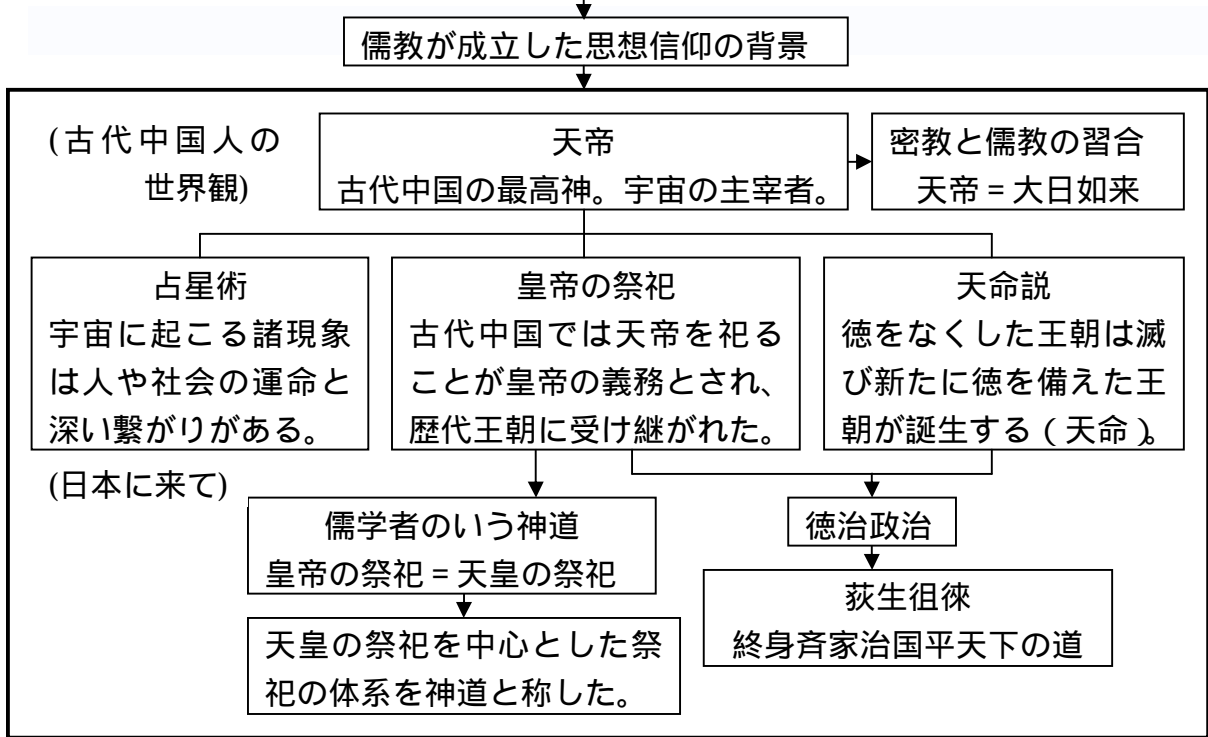 儒教が成立した思想信仰の背景
(古代中国人の
世界観)
天帝
古代中国の最高神。宇宙の主宰者。
密教と儒教の習合
天帝 = 大日如来
占星術
宇宙に起こる諸現象
は人や社会の運命と
深い繋がりがある。
皇帝の祭祀
古代中国では天帝を祀る
ことが皇帝の義務とされ、
歴代王朝に受け継がれた。
天命説
徳をなくした王朝は滅
び新たに徳を備えた王
朝が誕生する(天命)。
(日本に来て)
儒学者のいう神道
皇帝の祭祀 = 天皇の祭祀
徳治政治
天皇の祭祀を中心とした祭
祀の体系を神道と称した。
荻生徂徠
終身斉家治国平天下の道